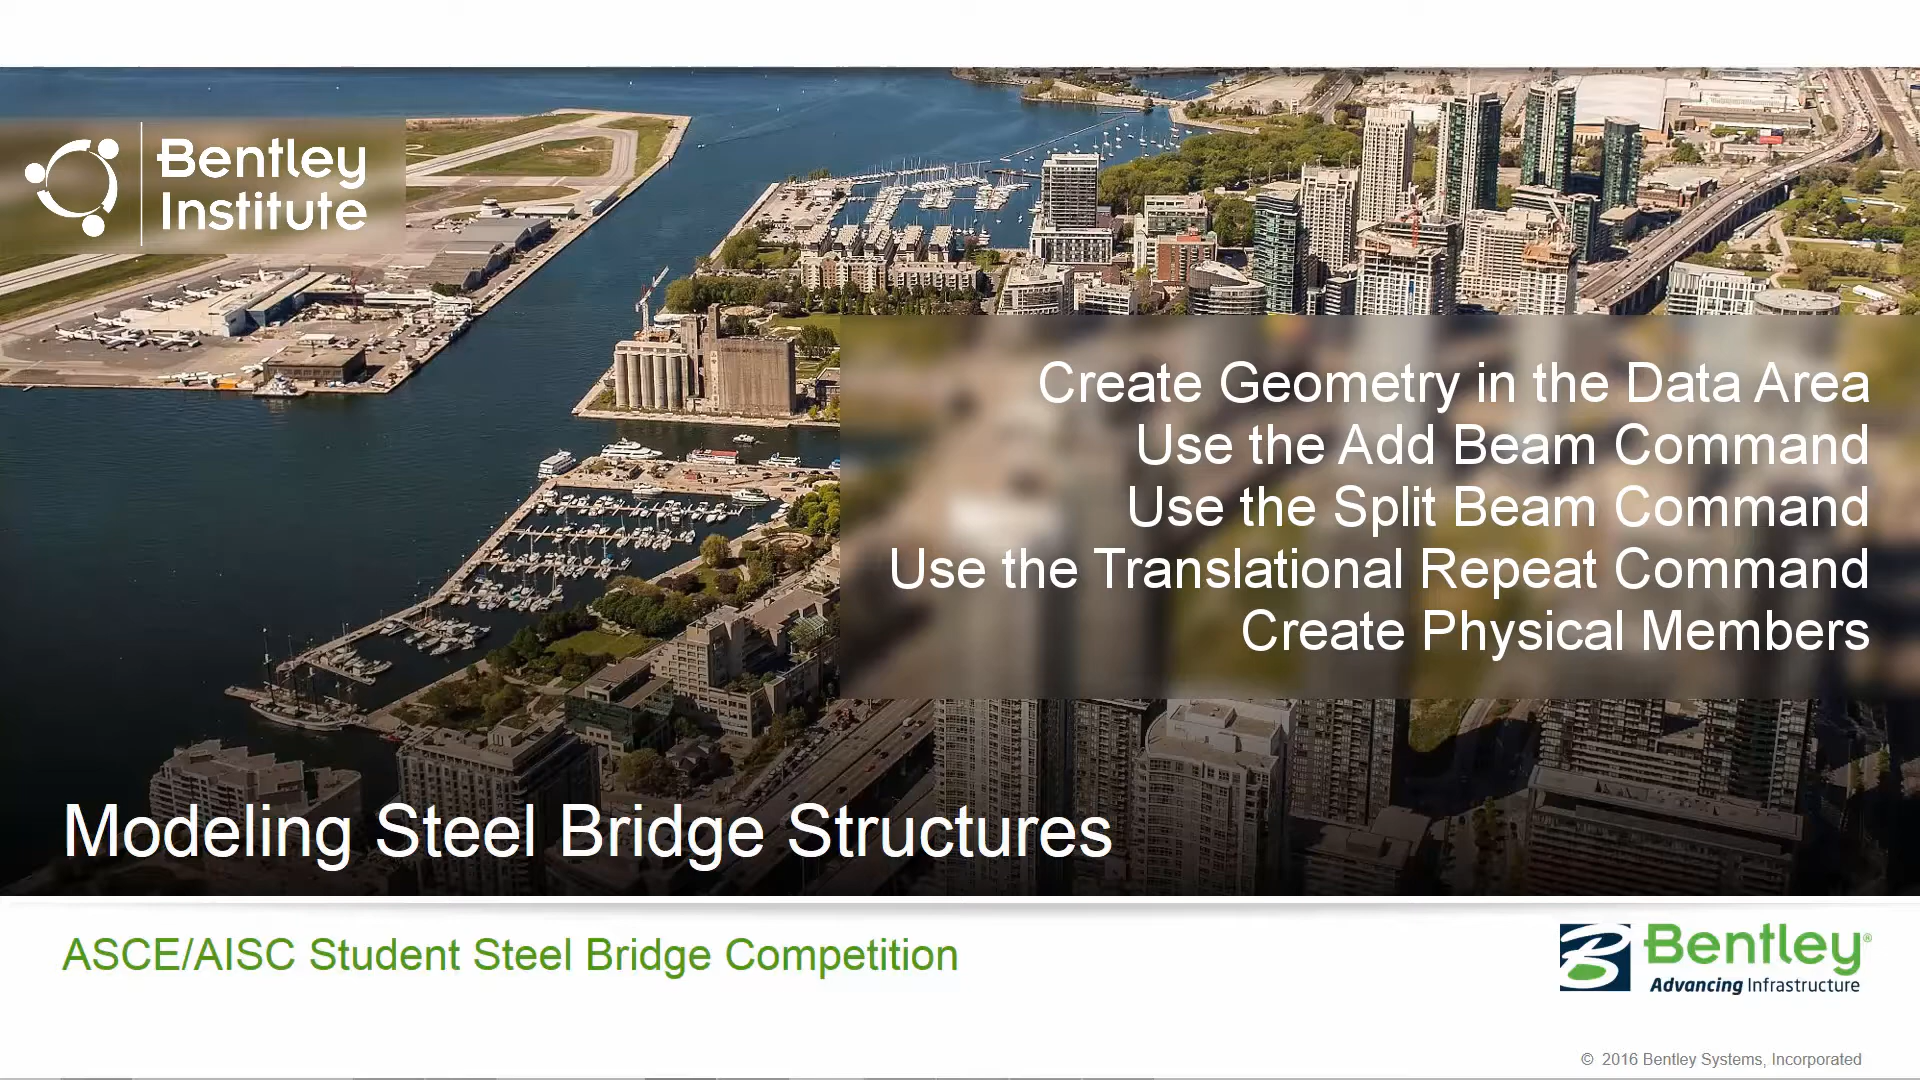 Bentley
Institute
Create Geometry in the Data Area
Use the Add Beam Command
Use the Split Beam Command
Use the Translational Repeat Command
Create Physical Members
Modeling Steel Bridge Structures
ASCE/AISC Student Steel Bridge Competition
Bentley®
Advancing Infrastructure
© 2016 Bentley Systems, Incorporated